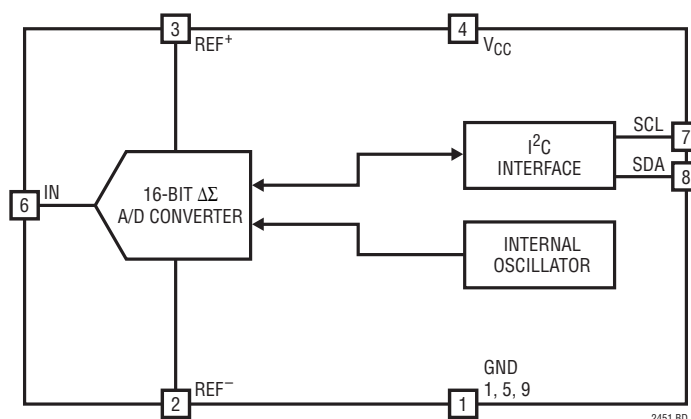 3
REF⁺
4
VCC
6
IN
16-BIT ΔΣ
A/D CONVERTER
I²C
INTERFACE
SCL
7
SDA
8
INTERNAL
OSCILLATOR
2
REF⁻
1
GND
1, 5, 9
2451 BD